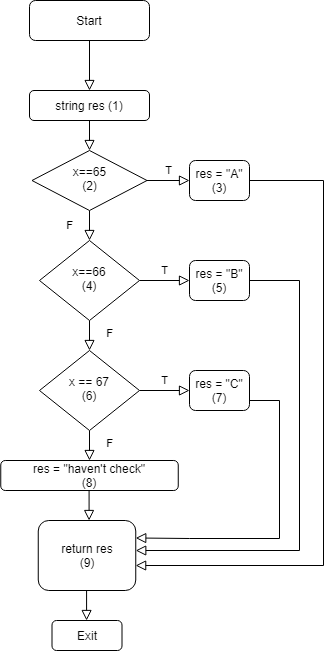 Start
string res (1)
x==65
(2)
T
res = "A"
(3)
F
x==66
(4)
T
res = "B"
(5)
F
x == 67
(6)
T
res = "C"
(7)
F
res = "haven't check"
(8)
return res
(9)
Exit